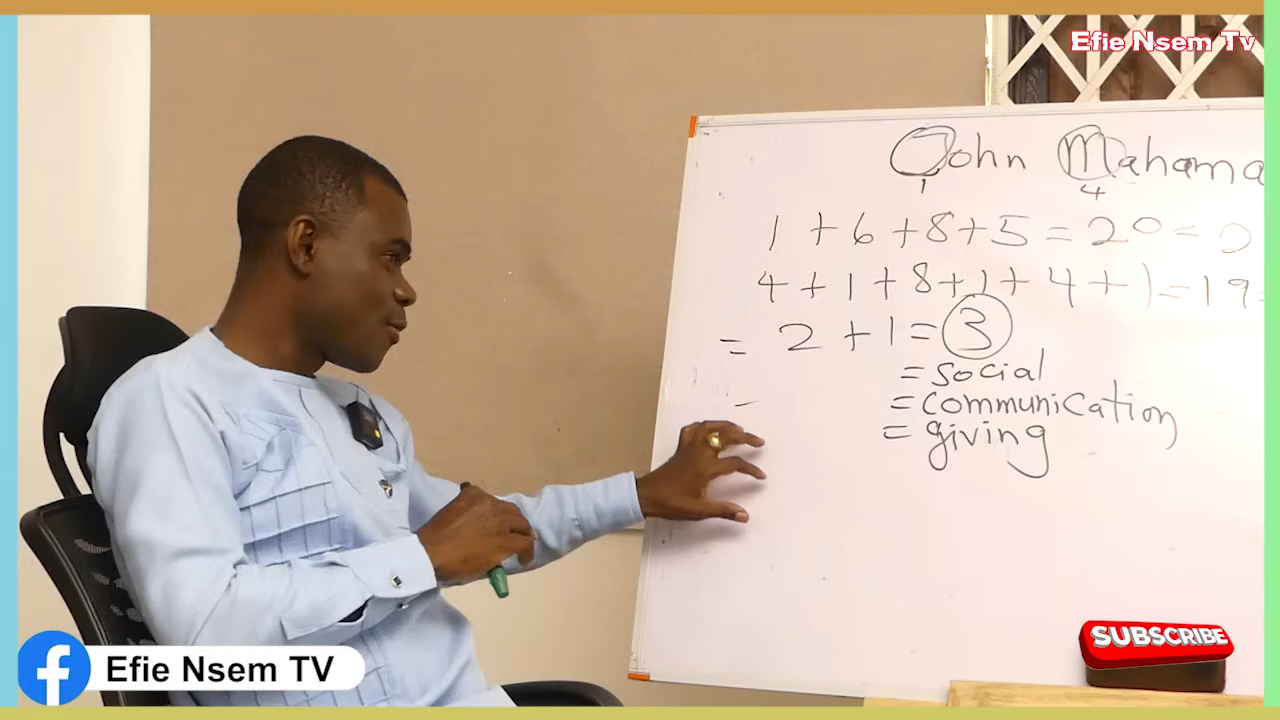 Efie Nsem Tv
John Mahama
1 4
1 + 6 + 8 + 5 = 20 = 2
4 + 1 + 8 + 1 + 4 + 1 = 19 =
= 2 + 1 = 3
= social
= communication
= giving
SUBSCRIBE
Efie Nsem TV